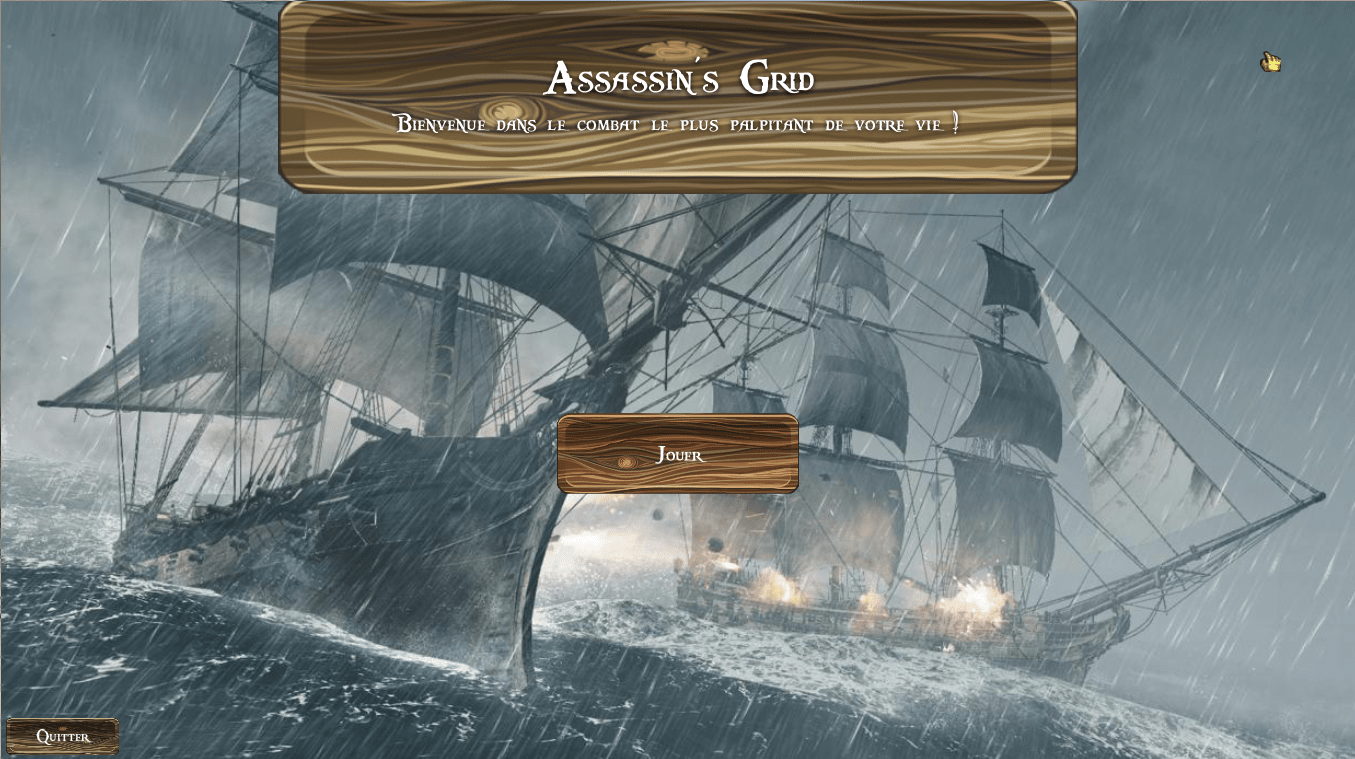 Assassin's Grid
Bienvenue dans le combat le plus palpitant de votre vie !
Jouer
Quitter